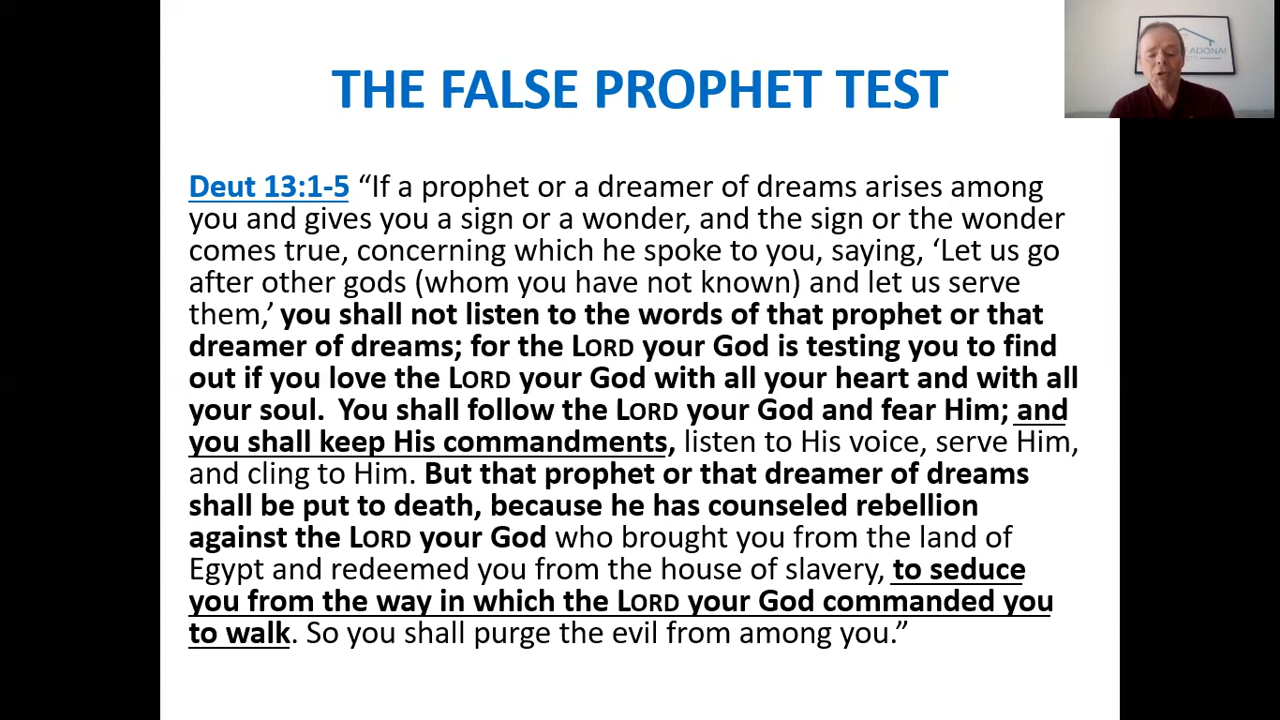 ADONAI
THE FALSE PROPHET TEST
Deut 13:1-5 “If a prophet or a dreamer of dreams arises among
you and gives you a sign or a wonder, and the sign or the wonder
comes true, concerning which he spoke to you, saying, ‘Let us go
after other gods (whom you have not known) and let us serve
them,’ you shall not listen to the words of that prophet or that
dreamer of dreams; for the LORD your God is testing you to find
out if you love the LORD your God with all your heart and with all
your soul.  You shall follow the LORD your God and fear Him; and
you shall keep His commandments, listen to His voice, serve Him,
and cling to Him. But that prophet or that dreamer of dreams
shall be put to death, because he has counseled rebellion
against the LORD your God who brought you from the land of
Egypt and redeemed you from the house of slavery, to seduce
you from the way in which the LORD your God commanded you
to walk. So you shall purge the evil from among you.”